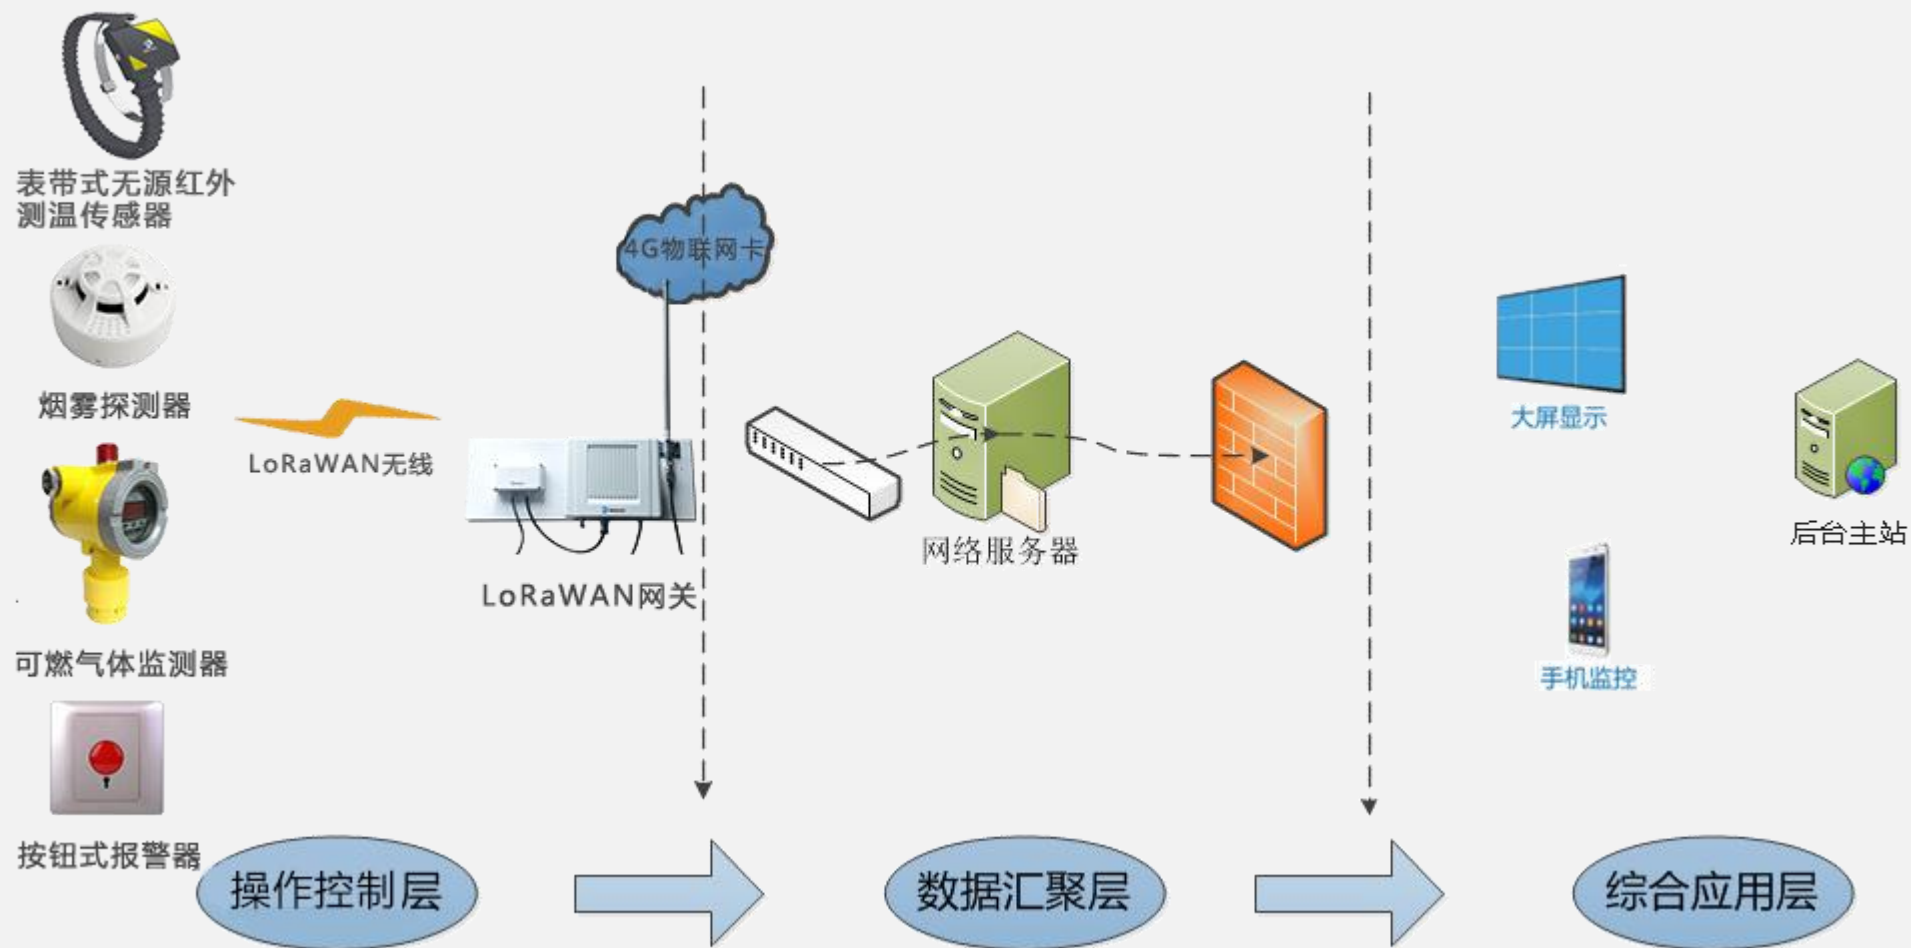 表带式无源红外
测温传感器
烟雾探测器
LoRaWAN无线
可燃气体监测器
按钮式报警器
4G物联网卡
LoRaWAN网关
网络服务器
大屏显示
手机监控
后台主站
操作控制层
数据汇聚层
综合应用层